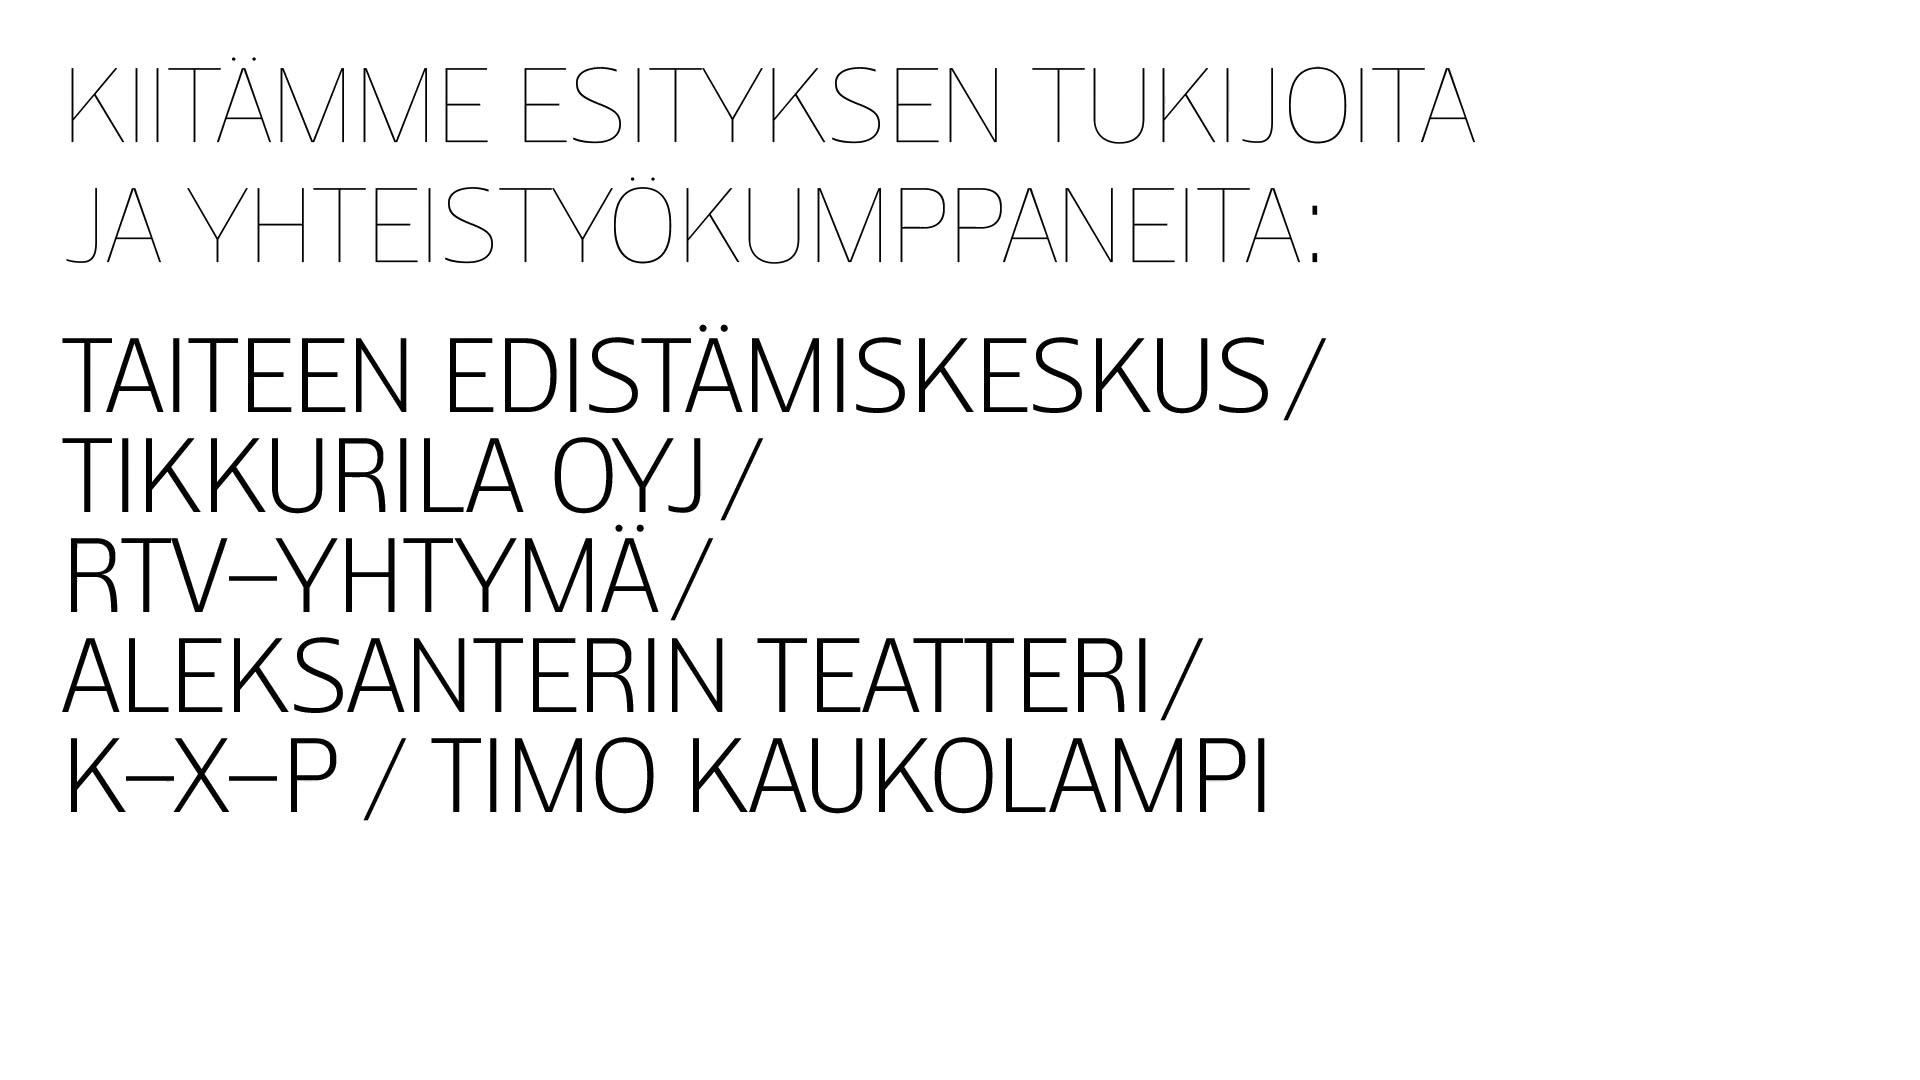 KIITÄMME ESITYKSEN TUKIJOITA
JA YHTEISTYÖKUMPPANEITA:
TAITEEN EDISTÄMISKESKUS /
TIKKURILA OYJ /
RTV–YHTYMÄ /
ALEKSANTERIN TEATTERI /
K–X–P / TIMO KAUKOLAMPI